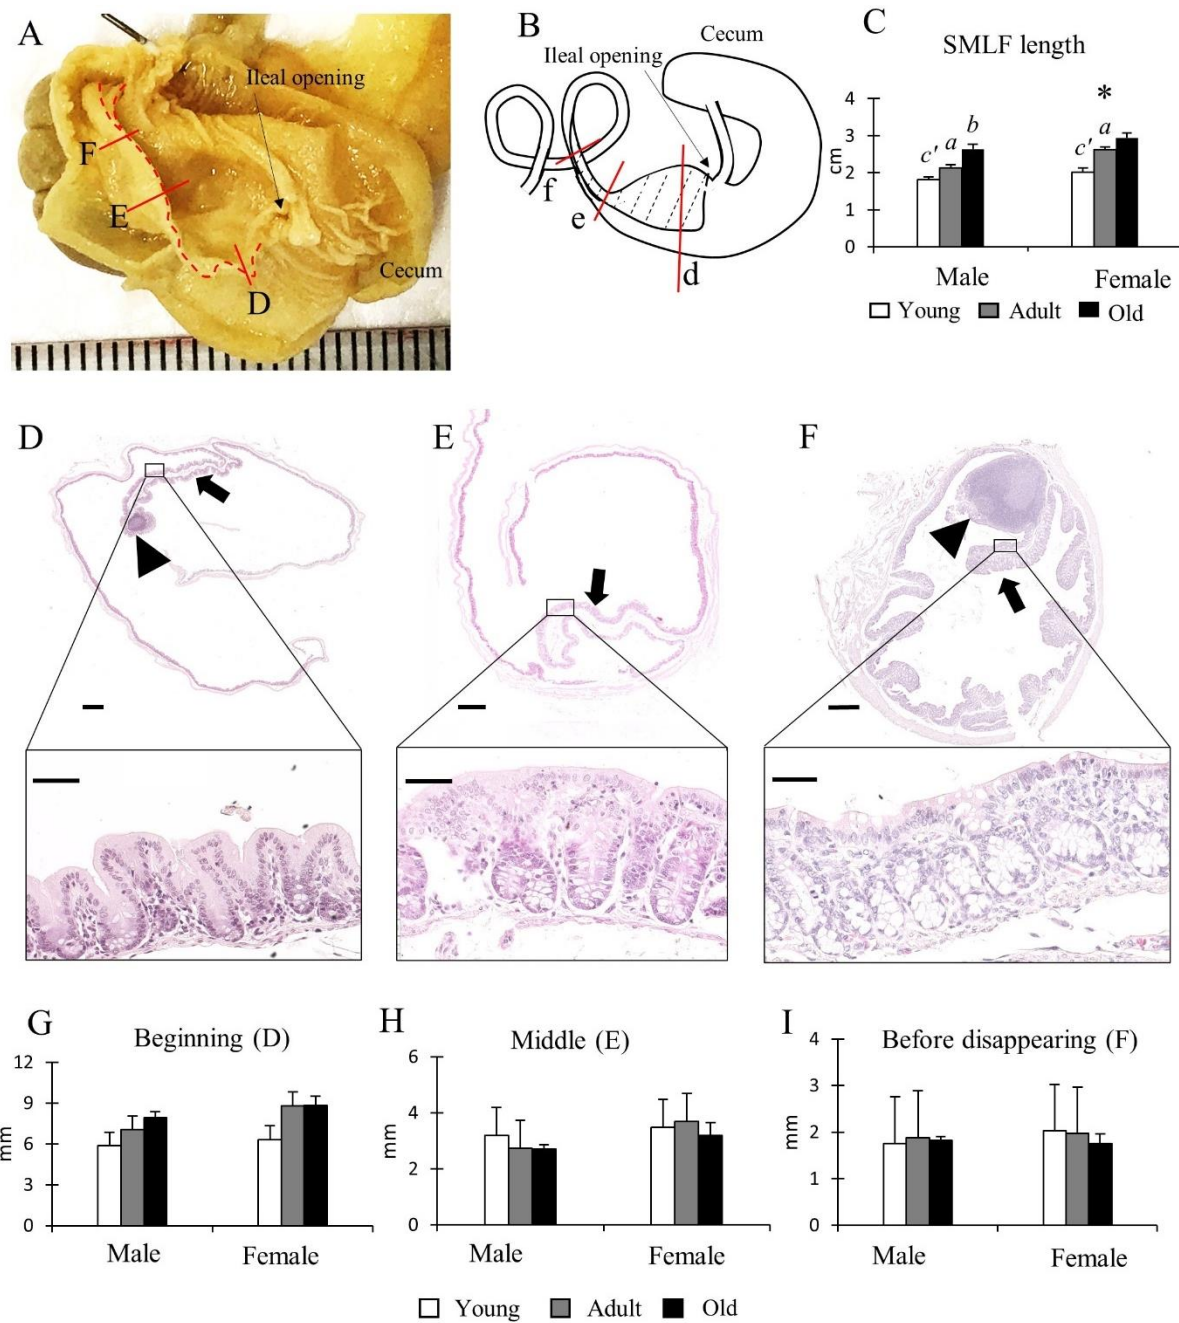 A
Ileal opening
F
E
D
Cecum
B
Cecum
Ileal opening
f
e
d
C
SMLF length
4
3
2
1
0
cm
c' a b
*
c' a
Male Female
Young Adult Old
D
E
F
G
Beginning (D)
12
9
6
3
0
mm
Male Female
H
Middle (E)
6
4
2
0
mm
Male Female
I
Before disappearing (F)
4
3
2
1
0
mm
Male Female
Young Adult Old